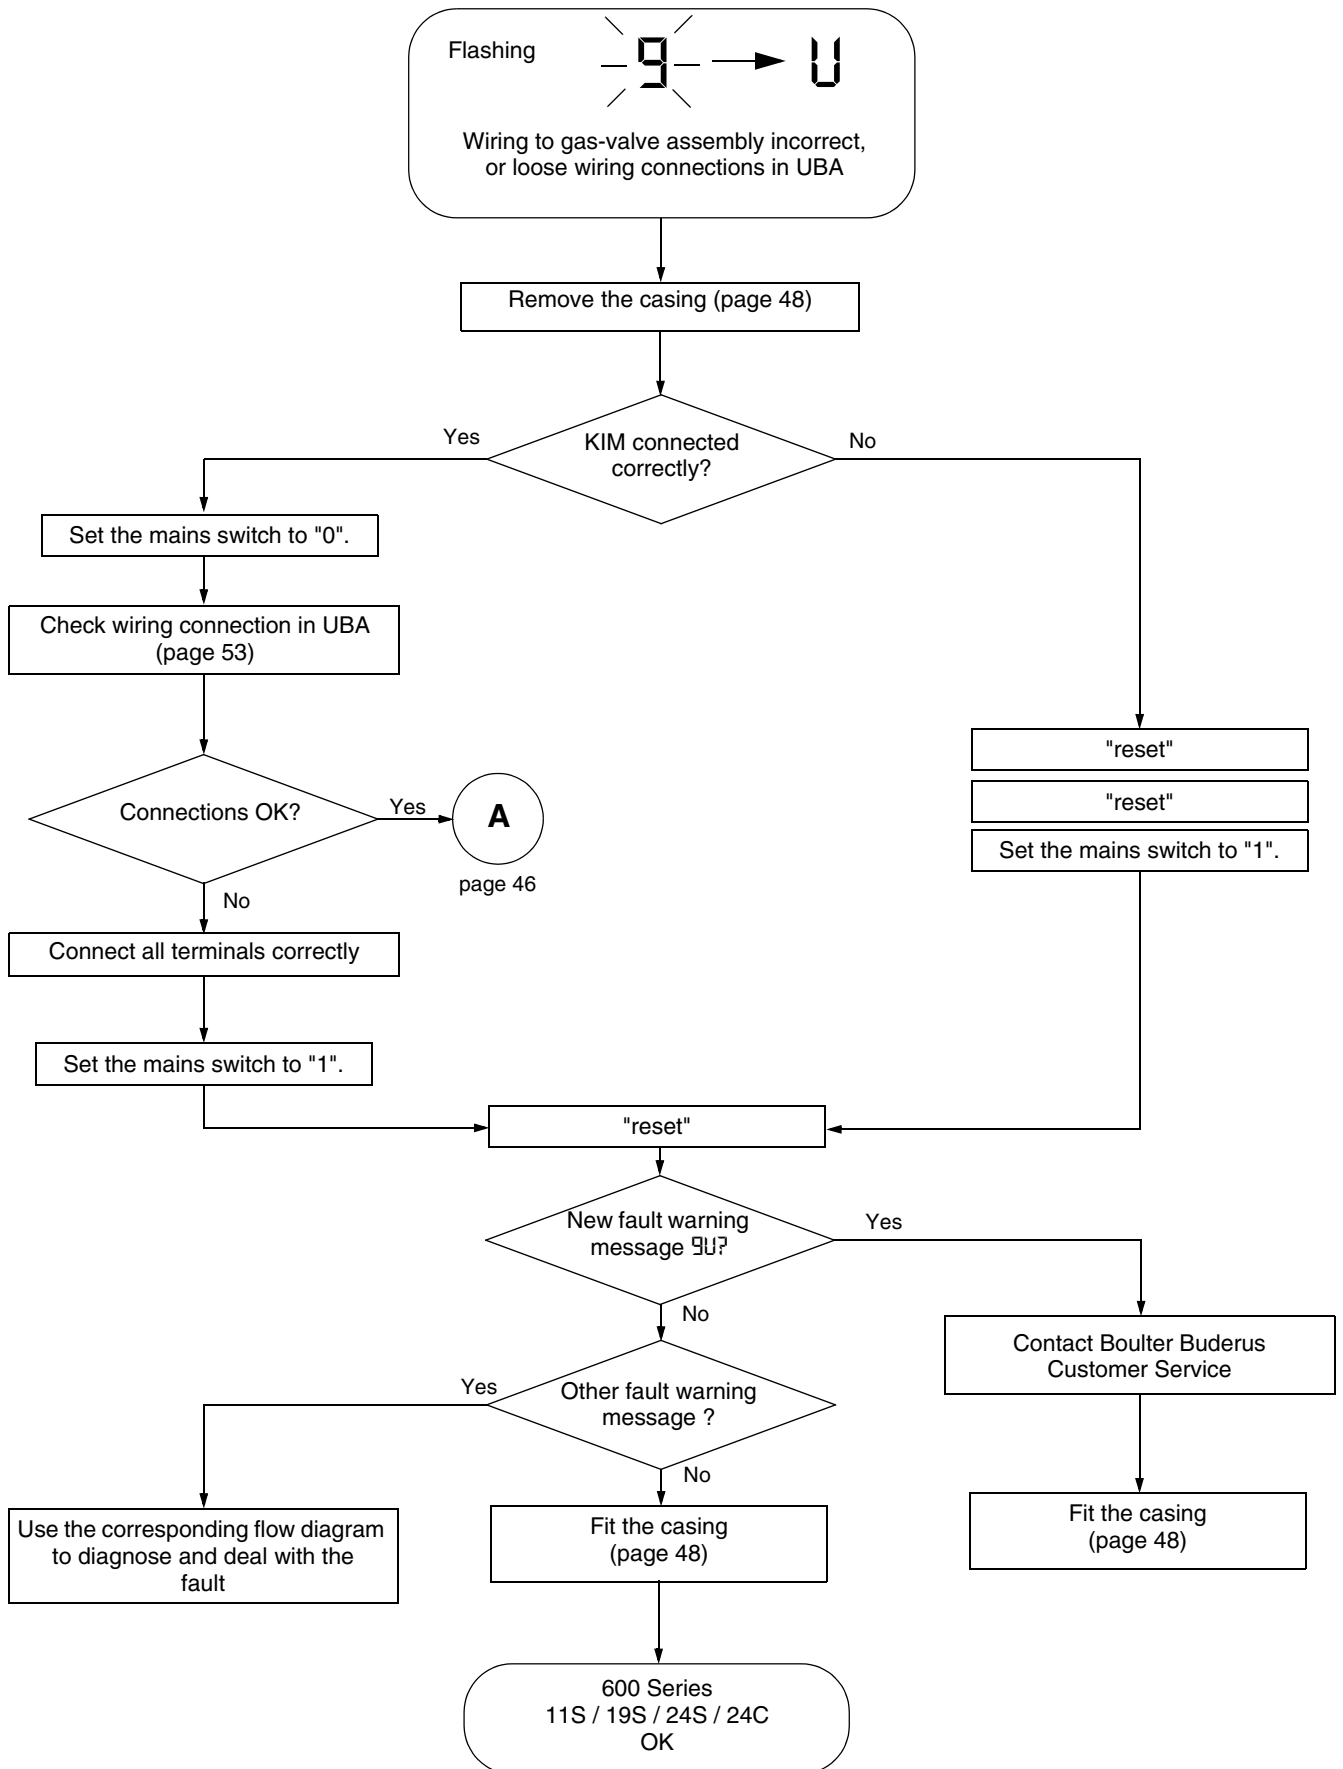 Flashing
9
U
Wiring to gas-valve assembly incorrect,
or loose wiring connections in UBA
Remove the casing (page 48)
KIM connected
correctly?
Yes
No
Set the mains switch to "0".
Check wiring connection in UBA
(page 53)
Connections OK?
Yes
A
page 46
No
Connect all terminals correctly
Set the mains switch to "1".
"reset"
"reset"
Set the mains switch to "1".
"reset"
New fault warning
message 9U?
Yes
No
Contact Boulter Buderus
Customer Service
Fit the casing
(page 48)
Other fault warning
message ?
Yes
No
Use the corresponding flow diagram
to diagnose and deal with the
fault
Fit the casing
(page 48)
600 Series
11S / 19S / 24S / 24C
OK